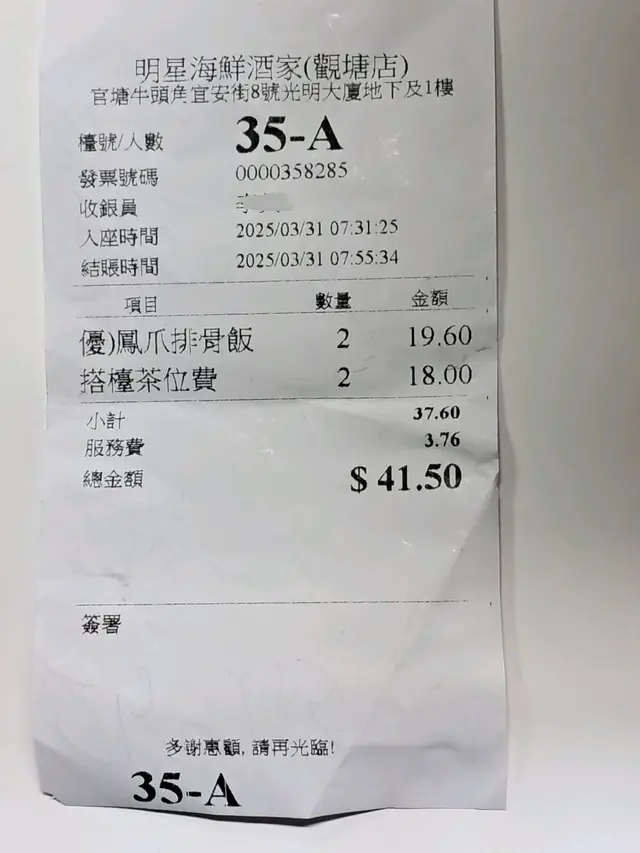 明星海鮮酒家(觀塘店)
官塘牛頭角宜安街8號光明大廈地下及1樓
檯號/人數 35-A
發票號碼 0000358285
收銀員
入座時間 2025/03/31 07:31:25
結賬時間 2025/03/31 07:55:34
項目 數量 金額
優)鳳爪排骨飯 2 19.60
搭檯茶位費 2 18.00
小計 37.60
服務費 3.76
總金額 $ 41.50
簽署
多謝惠顧, 請再光臨!
35-A